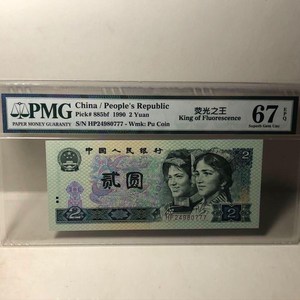 PMG
PAPER MONEY GUARANTY
China / People's Republic
Pick# 885bf 1990 2 Yuan
S/N HP24980777 - Wmk: Pu Coin
荧光之王
King of Fluorescence
67 EPQ
Superb Gem Unc
中国人民银行
贰圆
2
2
HP24980777